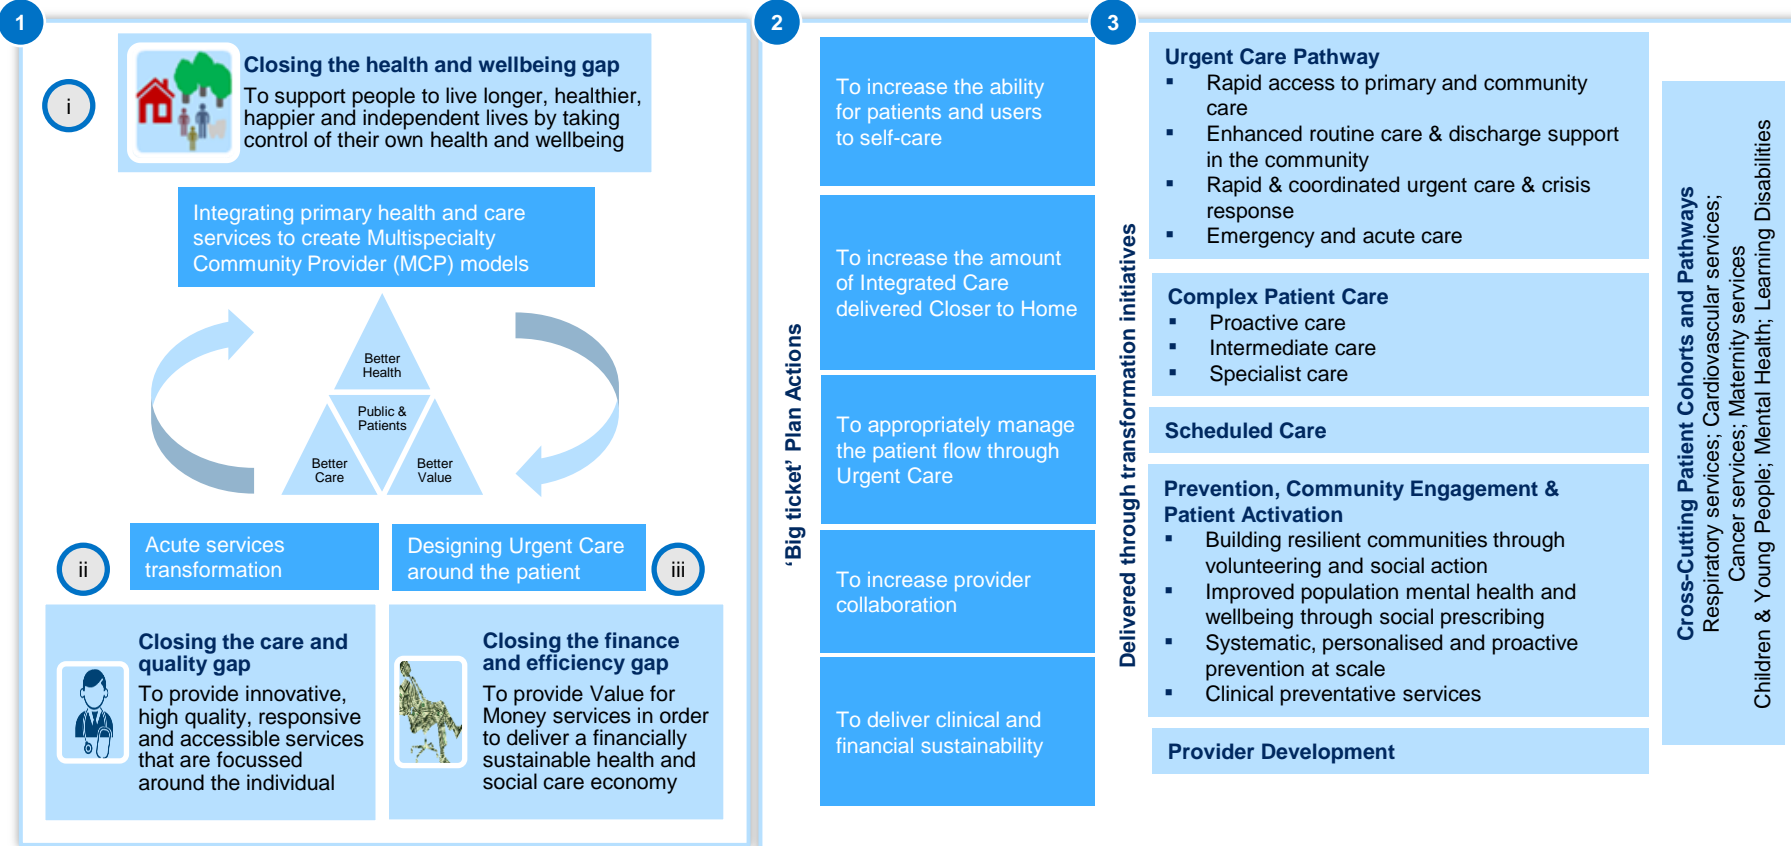 1
i
Closing the health and wellbeing gap
To support people to live longer, healthier,
happier and independent lives by taking
control of their own health and wellbeing
Integrating primary health and care
services to create Multispecialty
Community Provider (MCP) models
Better
Health
Public &
Patients
Better
Care
Better
Value
ii
Acute services
transformation
Designing Urgent Care
around the patient
iii
Closing the care and
quality gap
To provide innovative,
high quality, responsive
and accessible services
that are focussed
around the individual
Closing the finance
and efficiency gap
To provide Value for
Money services in order
to deliver a financially
sustainable health and
social care economy
2
‘Big ticket’ Plan Actions
To increase the ability
for patients and users
to self-care
To increase the amount
of Integrated Care
delivered Closer to Home
To appropriately manage
the patient flow through
Urgent Care
To increase provider
collaboration
To deliver clinical and
financial sustainability
3
Delivered through transformation initiatives
Urgent Care Pathway
▪ Rapid access to primary and community
care
▪ Enhanced routine care & discharge support
in the community
▪ Rapid & coordinated urgent care & crisis
response
▪ Emergency and acute care
Complex Patient Care
▪ Proactive care
▪ Intermediate care
▪ Specialist care
Scheduled Care
Prevention, Community Engagement &
Patient Activation
▪ Building resilient communities through
volunteering and social action
▪ Improved population mental health and
wellbeing through social prescribing
▪ Systematic, personalised and proactive
prevention at scale
▪ Clinical preventative services
Provider Development
Cross-Cutting Patient Cohorts and Pathways
Respiratory services; Cardiovascular services;
Cancer services; Maternity services
Children & Young People; Mental Health; Learning Disabilities